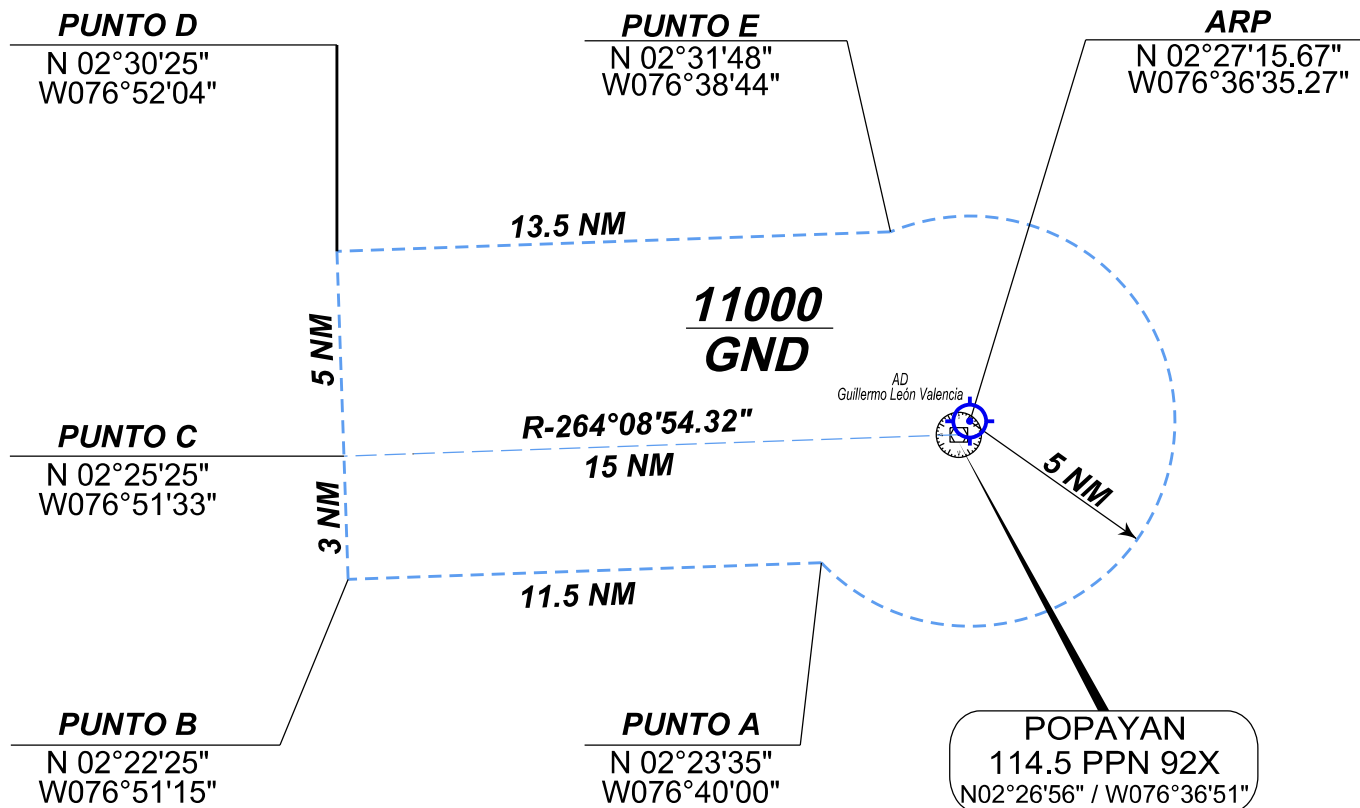 PUNTO D
N 02°30'25"
W076°52'04"
PUNTO E
N 02°31'48"
W076°38'44"
ARP
N 02°27'15.67"
W076°36'35.27"
13.5 NM
11000
GND
5 NM
AD
Guillermo León Valencia
R-264°08'54.32"
15 NM
PUNTO C
N 02°25'25"
W076°51'33"
5 NM
3 NM
11.5 NM
PUNTO B
N 02°22'25"
W076°51'15"
PUNTO A
N 02°23'35"
W076°40'00"
POPAYAN
114.5 PPN 92X
N02°26'56" / W076°36'51"